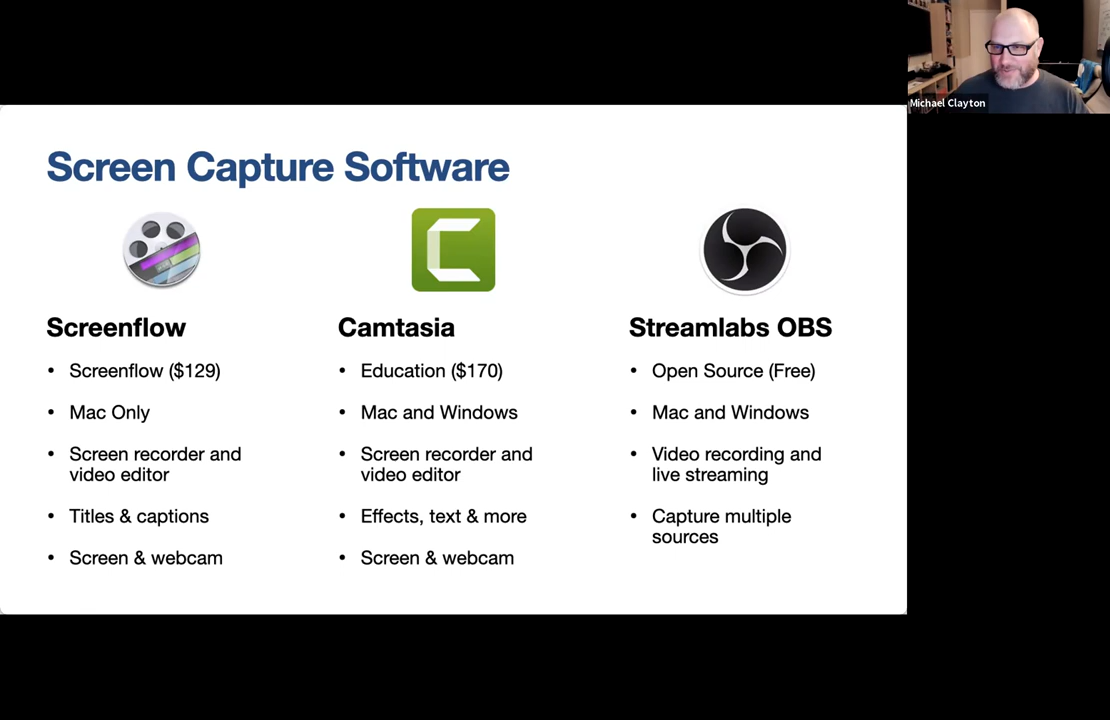 Michael Clayton
Screen Capture Software
Screenflow
• Screenflow ($129)
• Mac Only
• Screen recorder and
video editor
• Titles & captions
• Screen & webcam
Camtasia
• Education ($170)
• Mac and Windows
• Screen recorder and
video editor
• Effects, text & more
• Screen & webcam
Streamlabs OBS
• Open Source (Free)
• Mac and Windows
• Video recording and
live streaming
• Capture multiple
sources